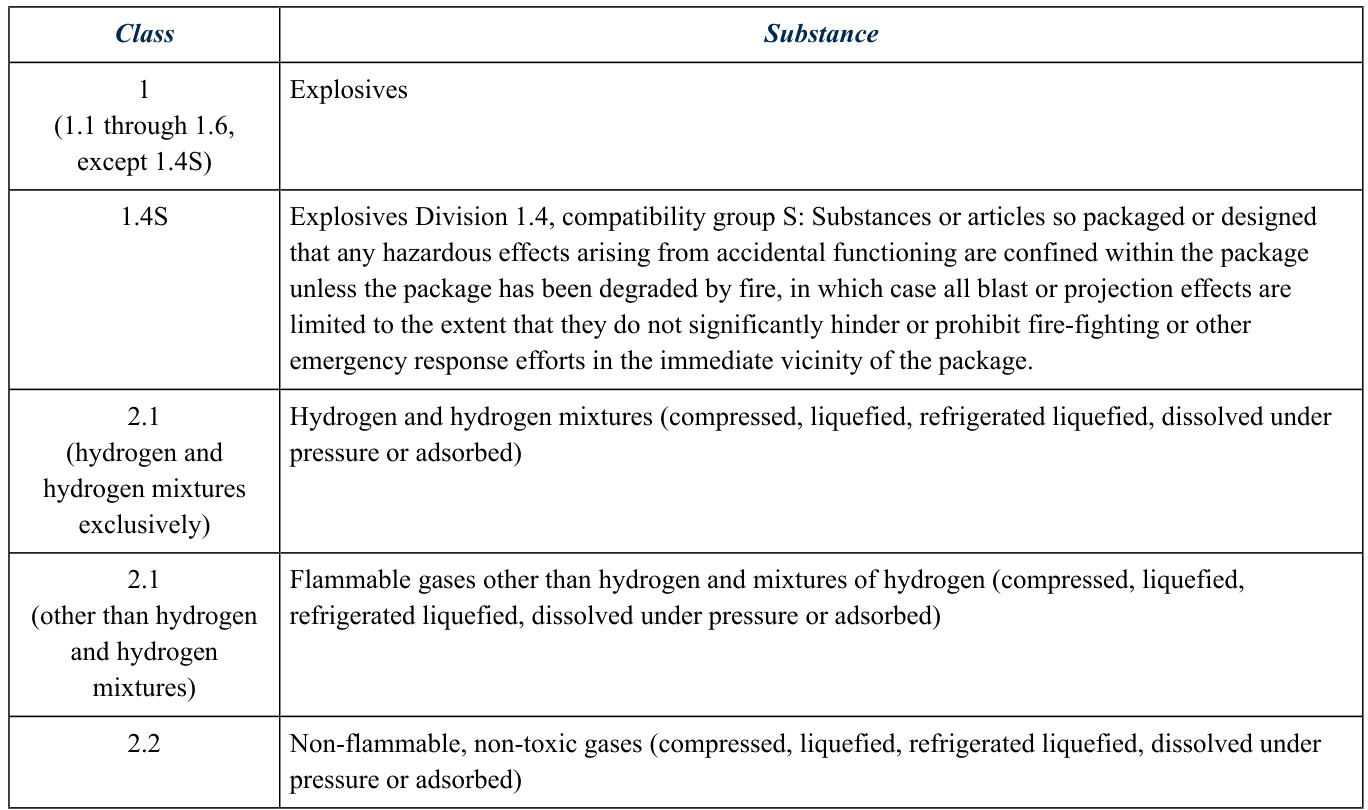 Class
Substance
1
(1.1 through 1.6,
except 1.4S)
Explosives
1.4S
Explosives Division 1.4, compatibility group S: Substances or articles so packaged or designed
that any hazardous effects arising from accidental functioning are confined within the package
unless the package has been degraded by fire, in which case all blast or projection effects are
limited to the extent that they do not significantly hinder or prohibit fire-fighting or other
emergency response efforts in the immediate vicinity of the package.
2.1
(hydrogen and
hydrogen mixtures
exclusively)
Hydrogen and hydrogen mixtures (compressed, liquefied, refrigerated liquefied, dissolved under
pressure or adsorbed)
2.1
(other than hydrogen
and hydrogen
mixtures)
Flammable gases other than hydrogen and mixtures of hydrogen (compressed, liquefied,
refrigerated liquefied, dissolved under pressure or adsorbed)
2.2
Non-flammable, non-toxic gases (compressed, liquefied, refrigerated liquefied, dissolved under
pressure or adsorbed)